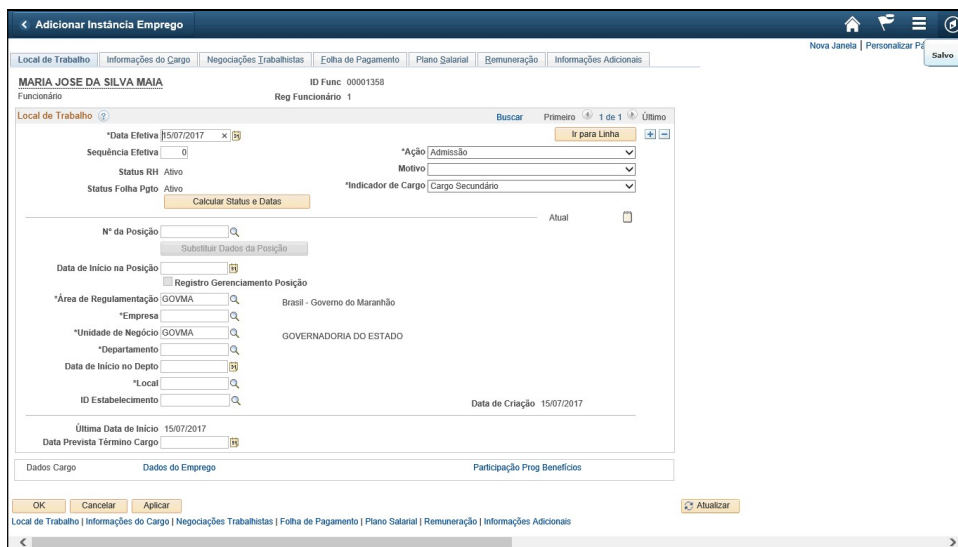 Adicionar Instância Emprego
Nova Janela | Personalizar Pá
Salvo
Local de Trabalho Informações do Cargo Negociações Trabalhistas Folha de Pagamento Plano Salarial Remuneração Informações Adicionais
MARIA JOSE DA SILVA MAIA ID Func 00001358
Funcionário Reg Funcionário 1
Local de Trabalho ? Buscar Primeiro 1 de 1 Último
*Data Efetiva 15/07/2017 Ir para Linha
Sequência Efetiva 0 *Ação Admissão
Status RH Ativo Motivo
Status Folha Pgto Ativo *Indicador de Cargo Cargo Secundário
Calcular Status e Datas
Atual
Nº da Posição
Substituir Dados da Posição
Data de Início na Posição
Registro Gerenciamento Posição
*Área de Regulamentação GOVMA Brasil - Governo do Maranhão
*Empresa
*Unidade de Negócio GOVMA GOVERNADORIA DO ESTADO
*Departamento
Data de Início no Depto
*Local
ID Estabelecimento Data de Criação 15/07/2017
Última Data de Início 15/07/2017
Data Prevista Término Cargo
Dados Cargo Dados do Emprego Participação Prog Benefícios
OK Cancelar Aplicar Atualizar
Local de Trabalho | Informações do Cargo | Negociações Trabalhistas | Folha de Pagamento | Plano Salarial | Remuneração | Informações Adicionais